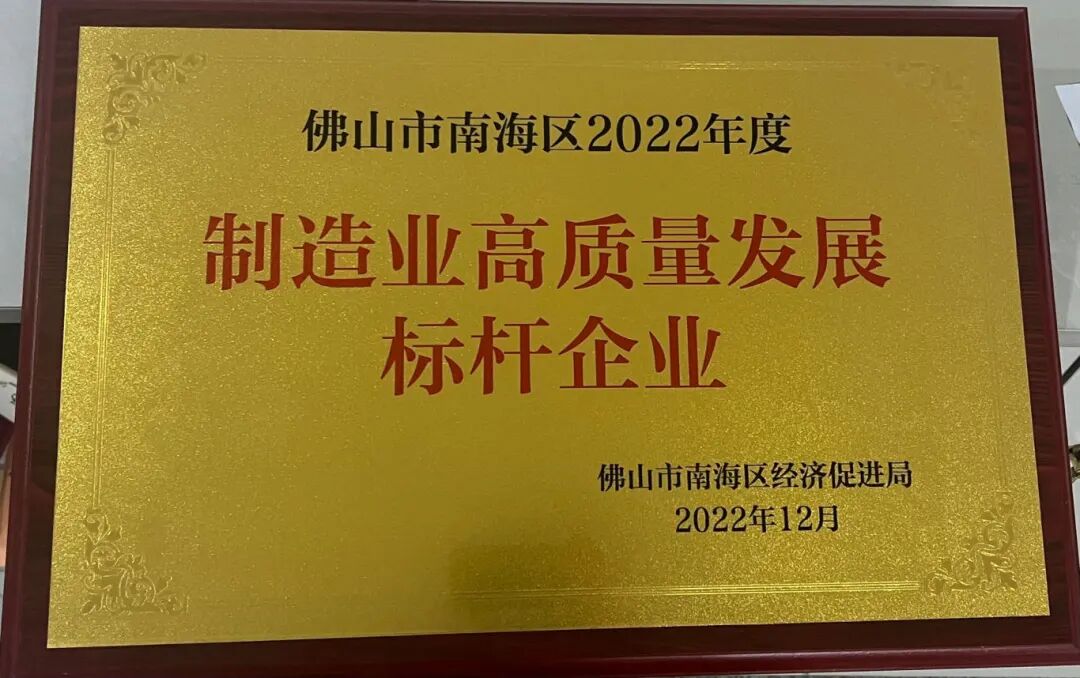 佛山市南海区2022年度
制造业高质量发展
标杆企业
佛山市南海区经济促进局
2022年12月